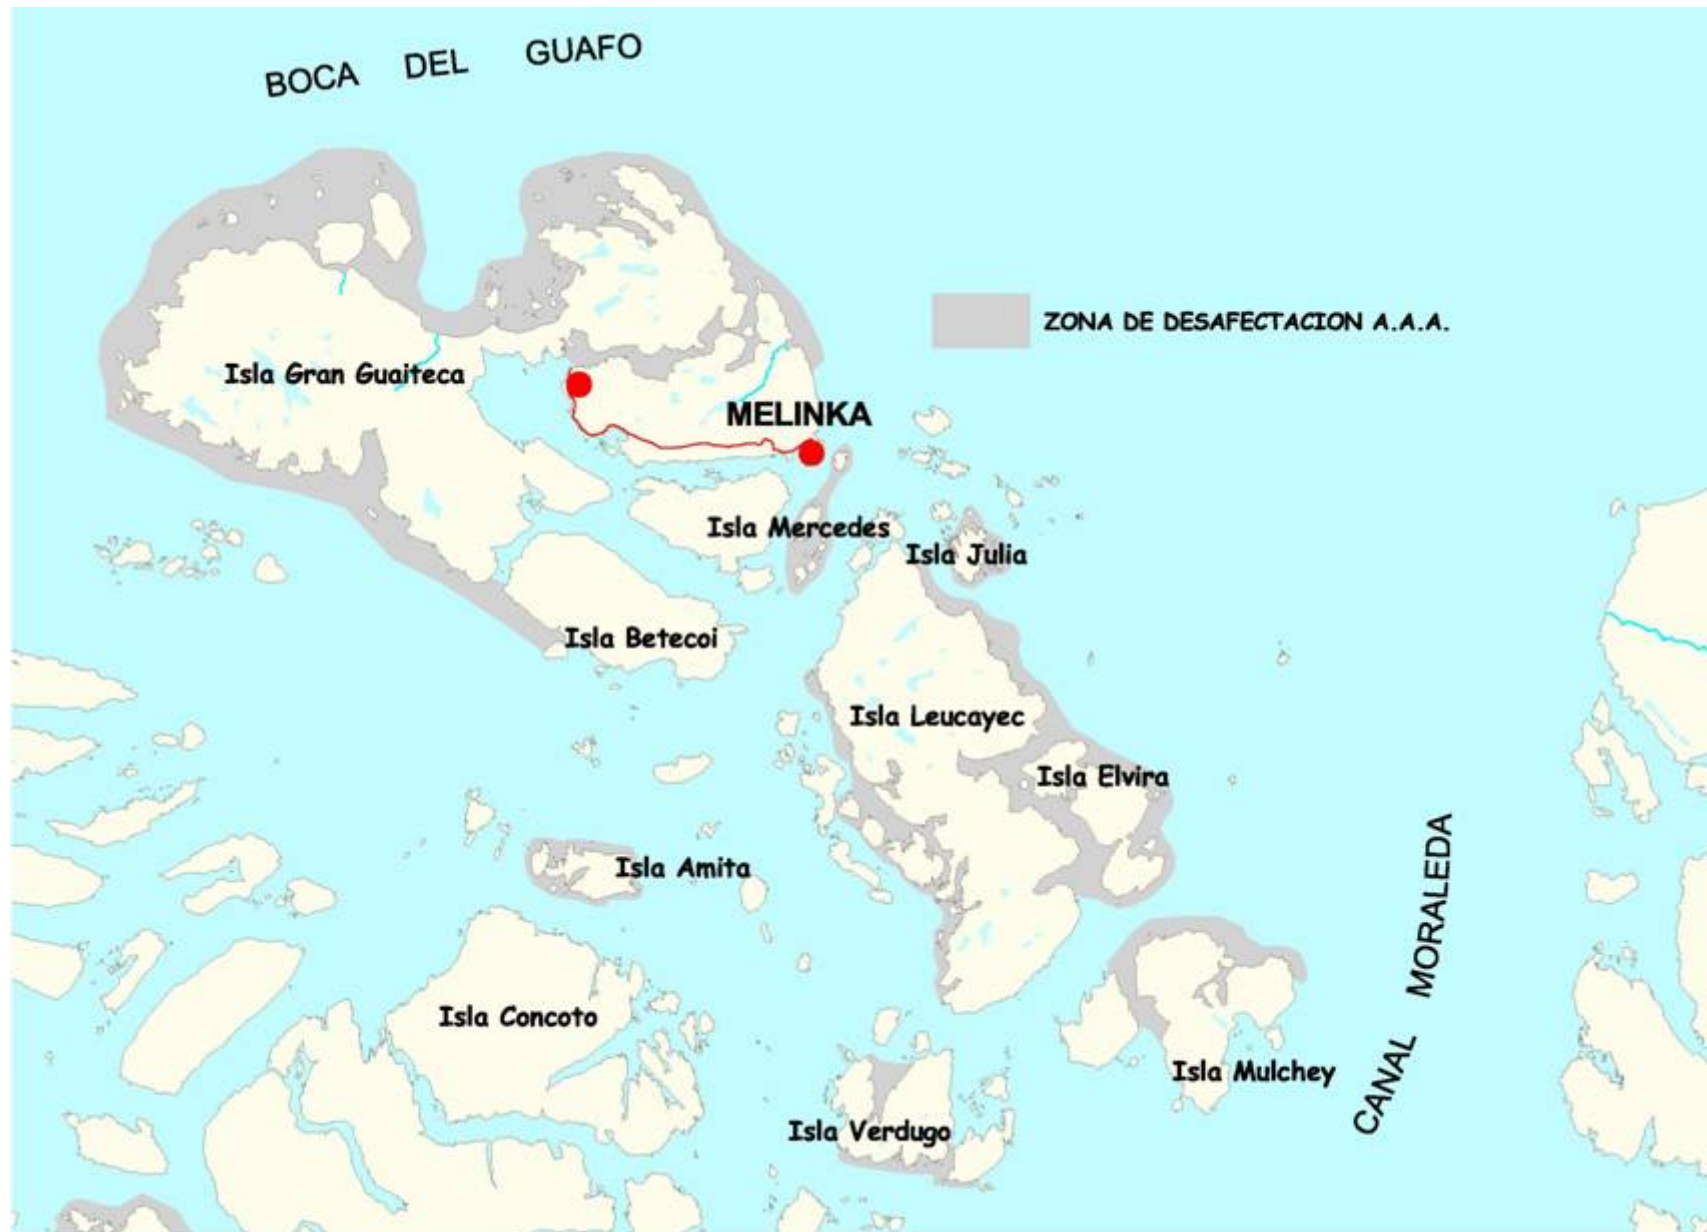 BOCA DEL GUAFO
ZONA DE DESAFECTACION A.A.A.
Isla Gran Guaiteca
MELINKA
Isla Mercedes
Isla Julia
Isla Betecoi
Isla Leucayec
Isla Elvira
Isla Amita
Isla Concoto
Isla Mulchey
CANAL MORALEDA
Isla Verdugo